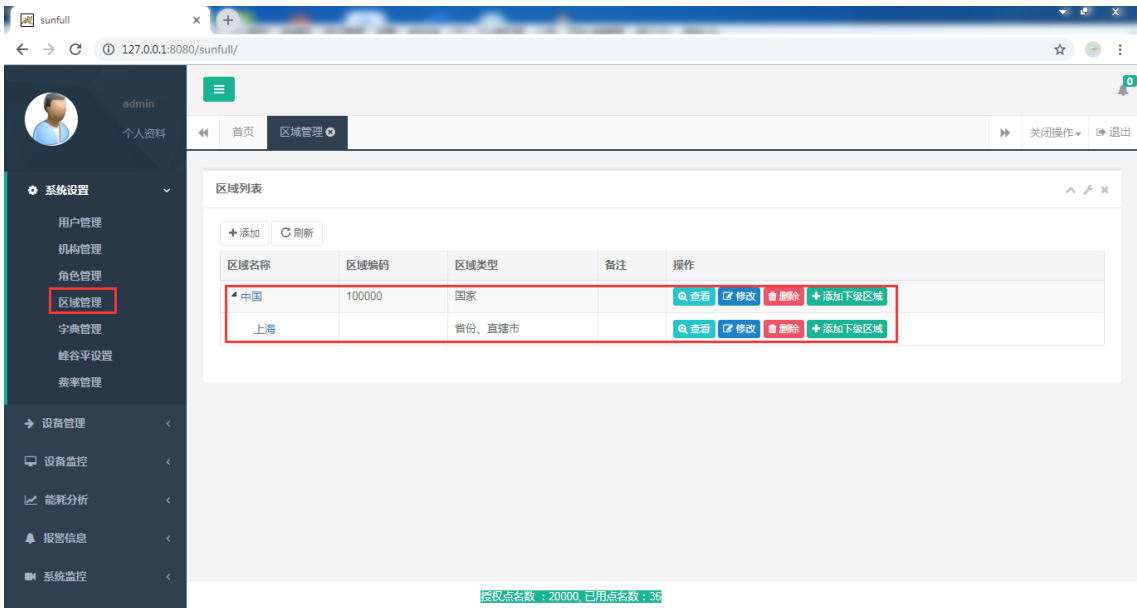 sunfull
127.0.0.1:8080/sunfull/
0
admin
个人资料
首页 区域管理 关闭操作 退出
系统设置
用户管理
机构管理
角色管理
区域管理
字典管理
峰谷平设置
费率管理
设备管理
设备监控
能耗分析
报警信息
系统监控
区域列表
添加 刷新
区域名称 区域编码 区域类型 备注 操作
中国 100000 国家 查看 修改 删除 添加下级区域
上海 省份、直辖市 查看 修改 删除 添加下级区域
授权点名数 : 20000, 已用点名数 : 36